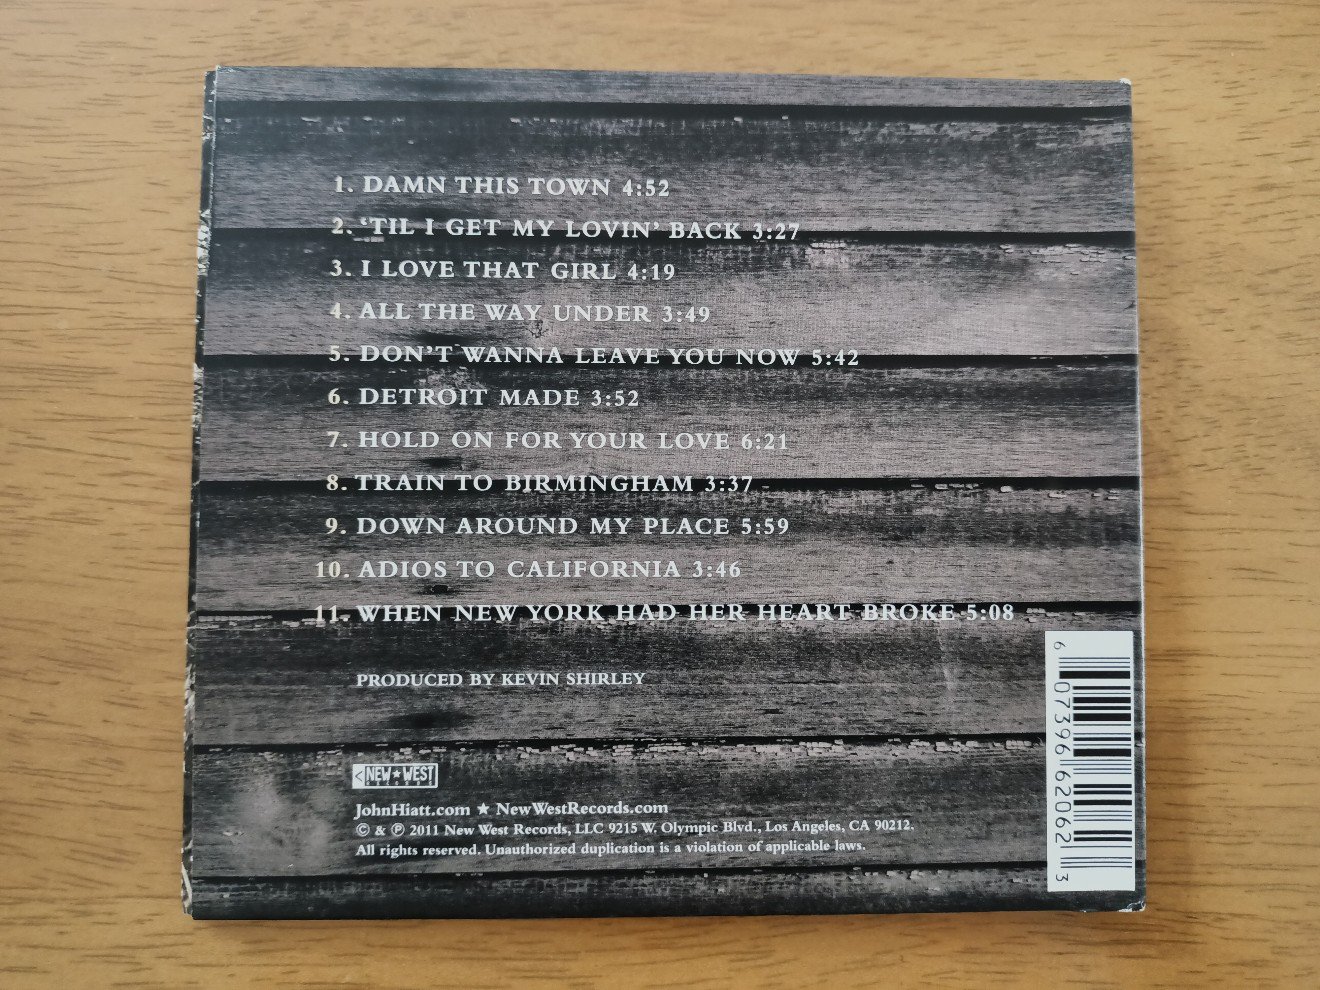 1. DAMN THIS TOWN 4:52
2. ‘TIL I GET MY LOVIN’ BACK 3:27
3. I LOVE THAT GIRL 4:19
4. ALL THE WAY UNDER 3:49
5. DON’T WANNA LEAVE YOU NOW 5:42
6. DETROIT MADE 3:52
7. HOLD ON FOR YOUR LOVE 6:21
8. TRAIN TO BIRMINGHAM 3:37
9. DOWN AROUND MY PLACE 5:59
10. ADIOS TO CALIFORNIA 3:46
11. WHEN NEW YORK HAD HER HEART BROKE 5:08
PRODUCED BY KEVIN SHIRLEY
NEW★WEST
RECORDS
JohnHiatt.com ★ NewWestRecords.com
© & ℗ 2011 New West Records, LLC 9215 W. Olympic Blvd., Los Angeles, CA 90212.
All rights reserved. Unauthorized duplication is a violation of applicable laws.
6 07396 62062 3